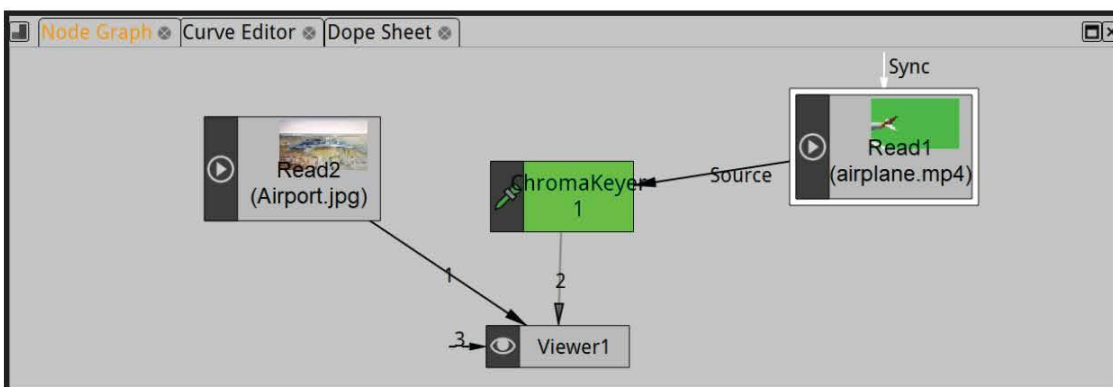 Node Graph Curve Editor Dope Sheet
Sync
Read2
(Airport.jpg)
ChromaKeyer
1
Source
Read1
(airplane.mp4)
1
2
3
Viewer1